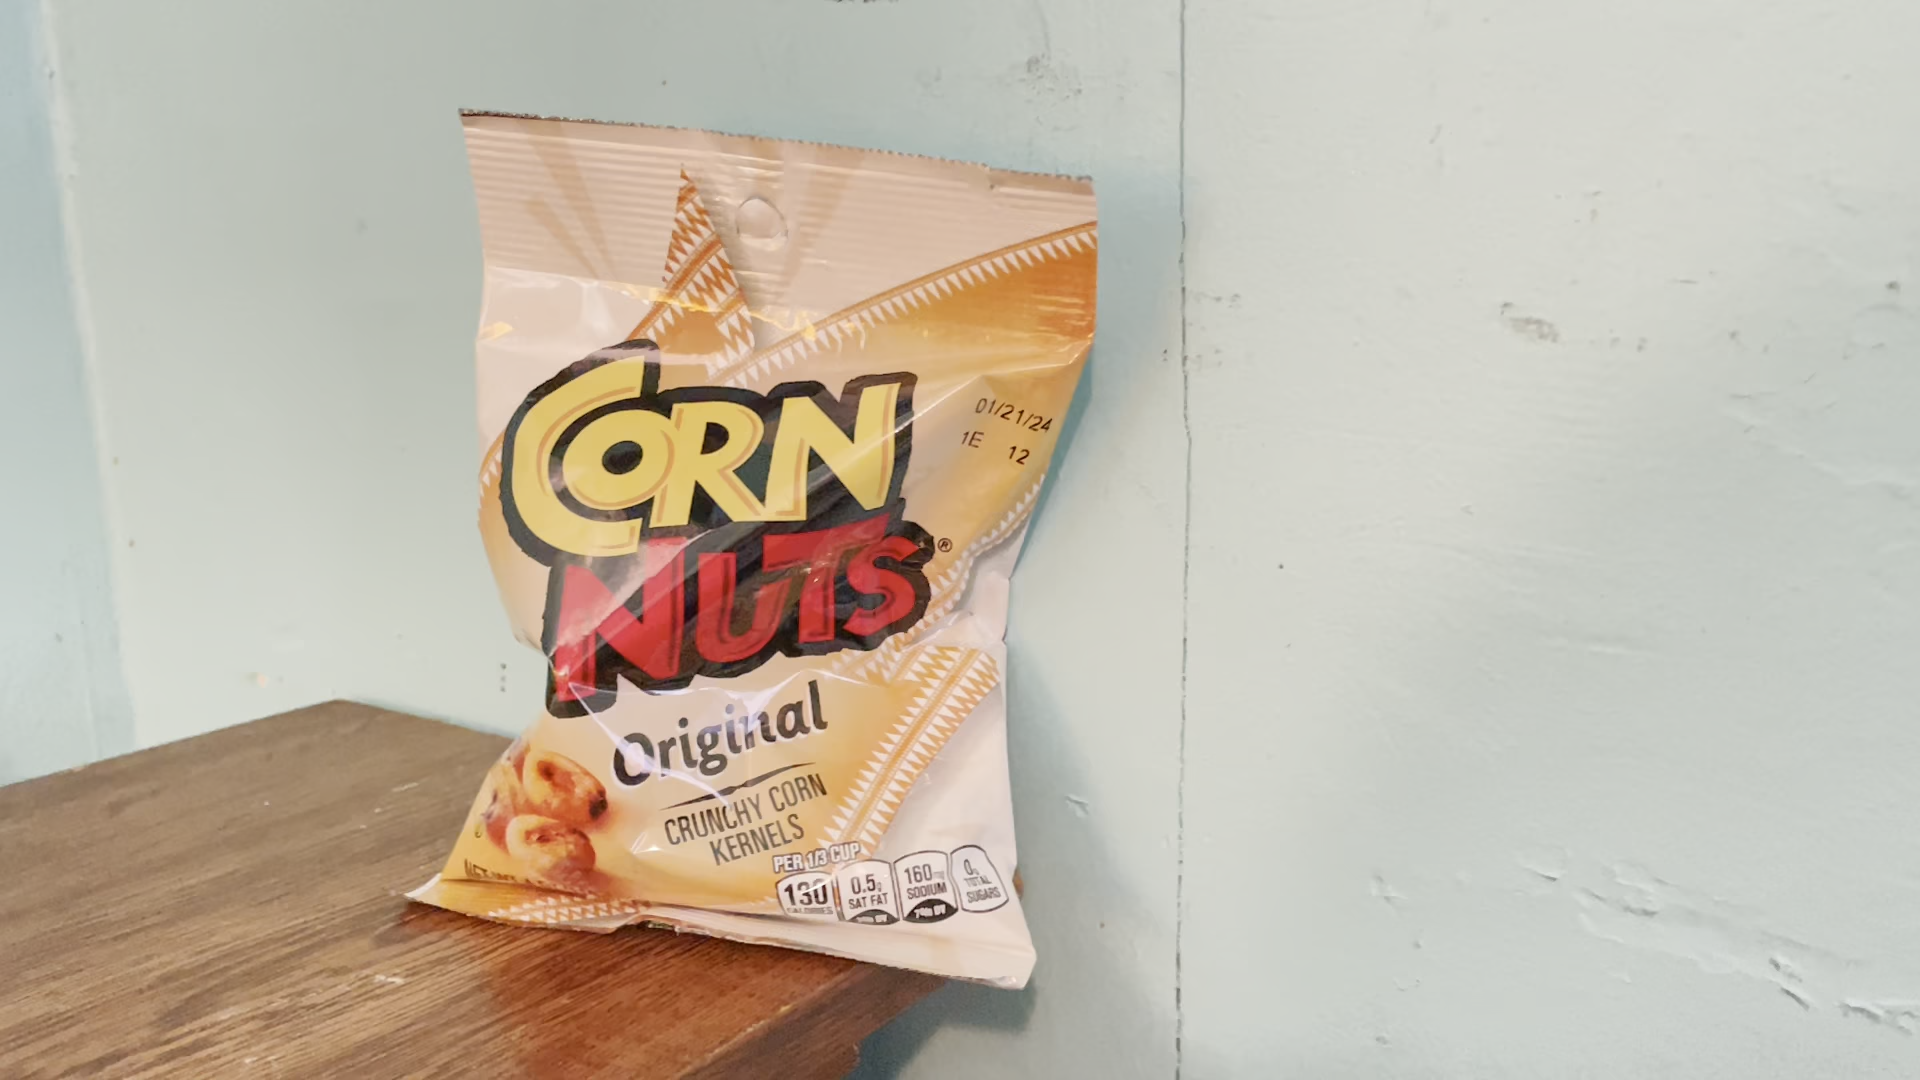 CORN
NUTS®
01/21/24
1E 12
Original
CRUNCHY CORN
KERNELS
PER 1/3 CUP
130
CALORIES
0.5g
SAT FAT
160mg
SODIUM
0g
TOTAL
SUGARS